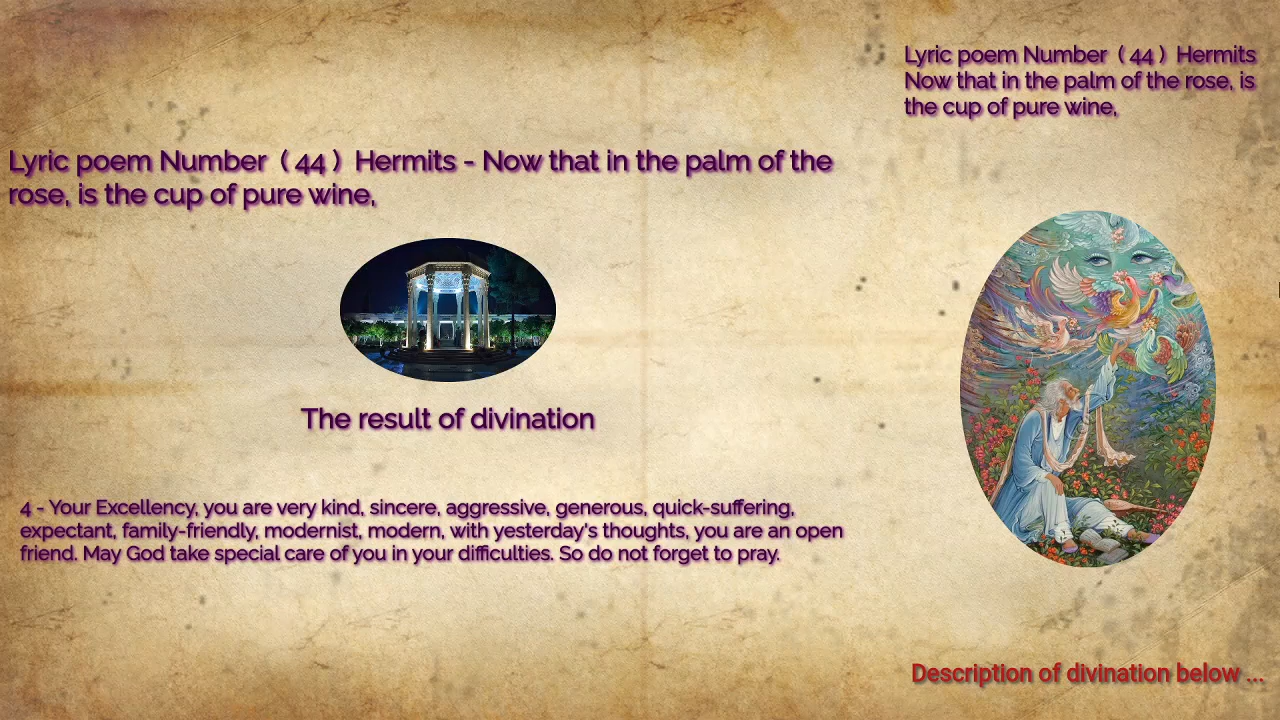 Lyric poem Number ( 44 ) Hermits
Now that in the palm of the rose, is
the cup of pure wine,
Lyric poem Number ( 44 ) Hermits - Now that in the palm of the
rose, is the cup of pure wine,
The result of divination
4 - Your Excellency, you are very kind, sincere, aggressive, generous, quick-suffering,
expectant, family-friendly, modernist, modern, with yesterday's thoughts, you are an open
friend. May God take special care of you in your difficulties. So do not forget to pray.
Description of divination below ...